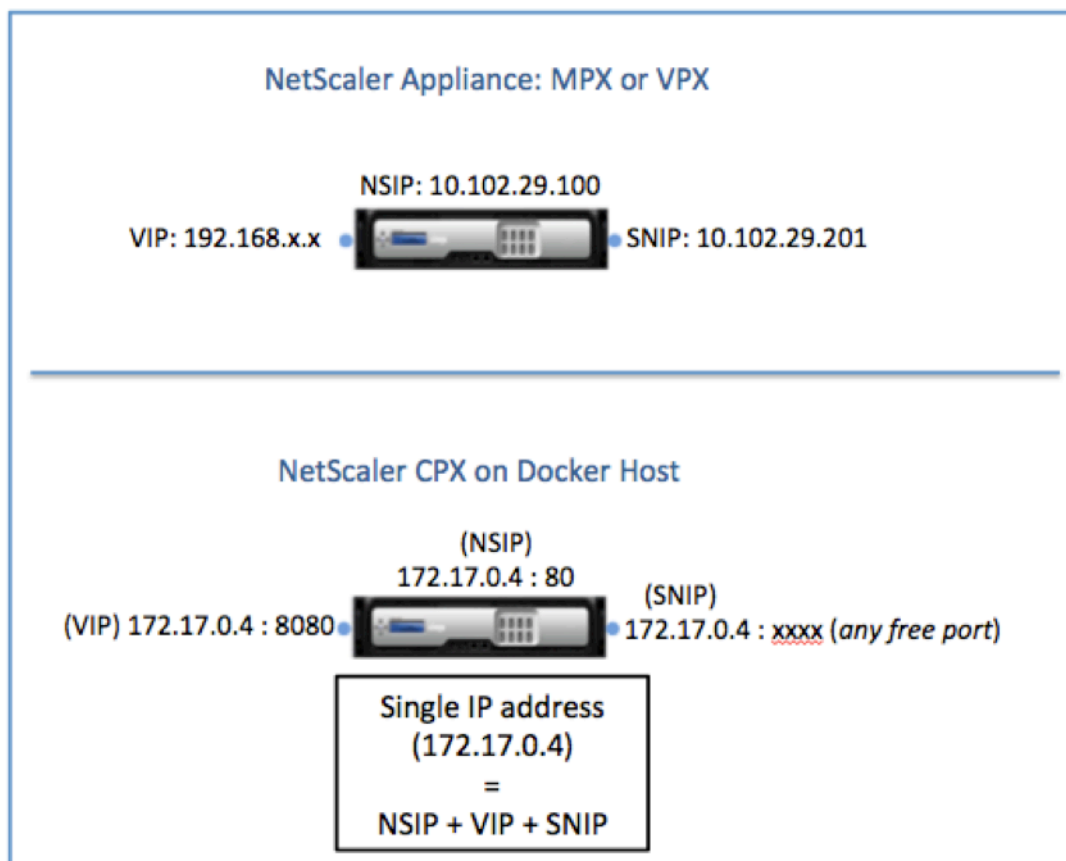 NetScaler Appliance: MPX or VPX
NSIP: 10.102.29.100
VIP: 192.168.x.x
SNIP: 10.102.29.201
NetScaler CPX on Docker Host
(NSIP)
172.17.0.4 : 80
(VIP) 172.17.0.4 : 8080
(SNIP)
172.17.0.4 : xxxx (any free port)
Single IP address
(172.17.0.4)
=
NSIP + VIP + SNIP